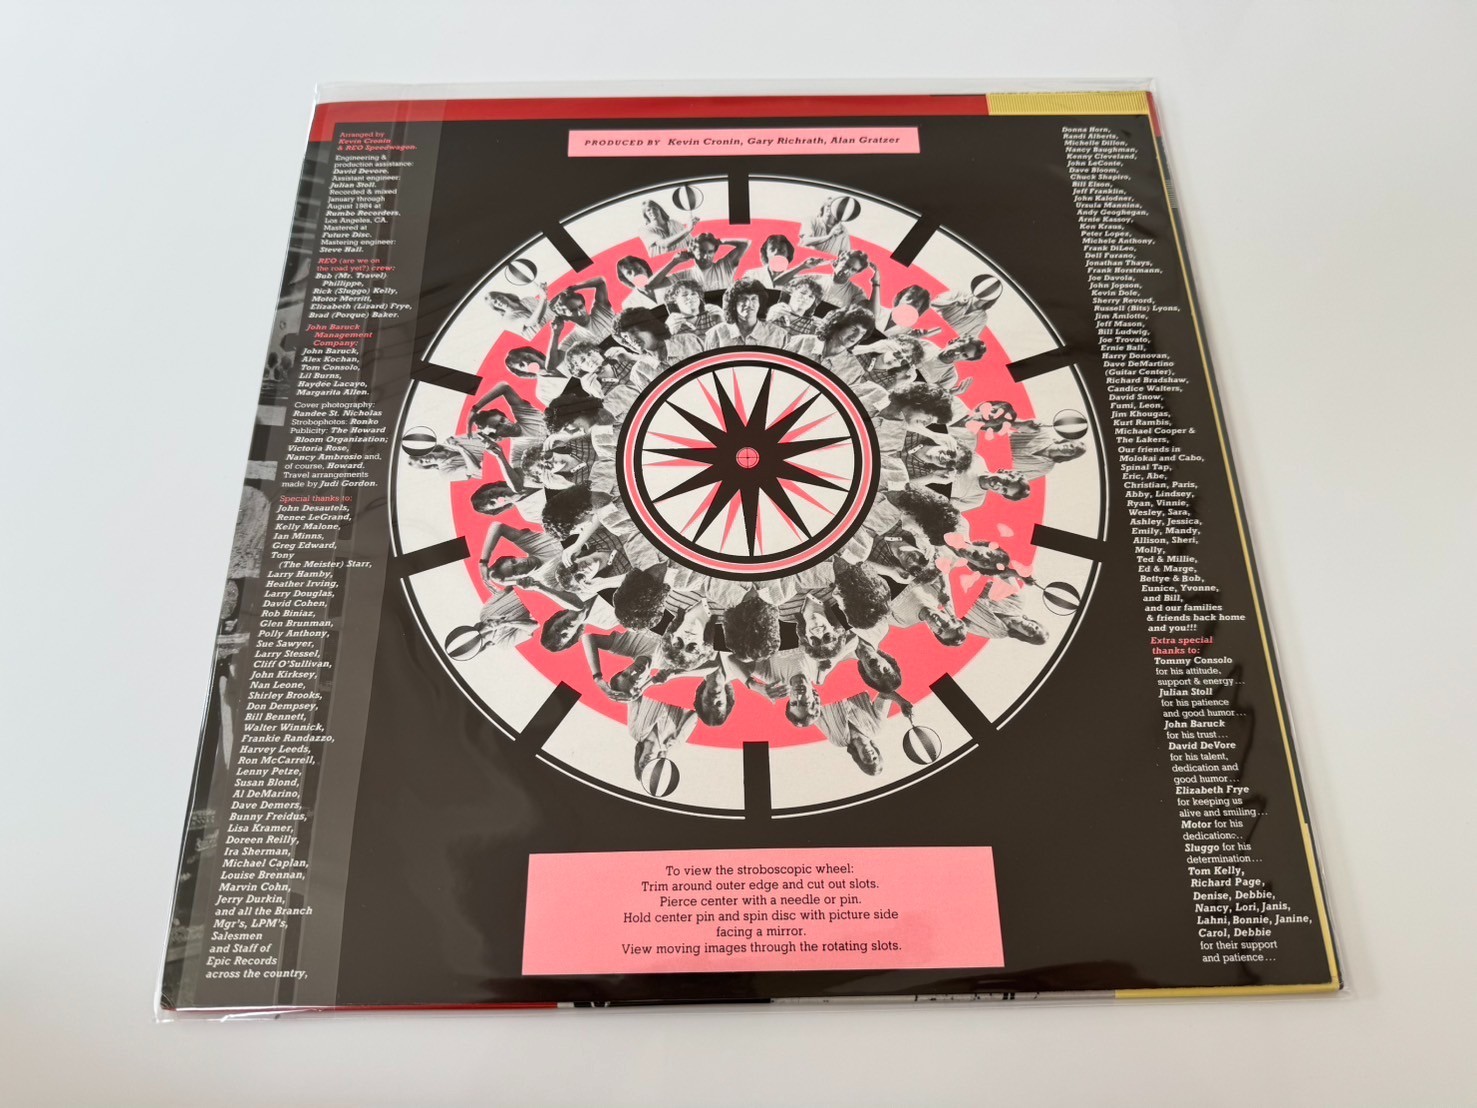 Arranged by
Kevin Cronin
& REO Speedwagon.
Engineering &
production assistance:
David Devore.
Assistant engineer:
Julian Stoll.
Recorded & mixed
January through
August 1984 at
Rumbo Recorders,
Los Angeles, CA.
Mastered at
Future Disc.
Mastering engineer:
Steve Hall.
REO (are we on
the road yet?) crew:
Bub (Mr. Travel)
Phillippe,
Rick (Sluggo) Kelly,
Motor Merritt,
Elizabeth (Lizard) Frye,
Brad (Porque) Baker.
John Baruck
Management
Company:
John Baruck,
Alex Kochan,
Tom Consolo,
Lil Burns,
Haydée Lacayo,
Margarita Allen.
Cover photography:
Randee St. Nicholas
Strobophotos: Ronko
Publicity: The Howard
Bloom Organization;
Victoria Rose,
Nancy Ambrosio and,
of course, Howard.
Travel arrangements
made by Judi Gordon.
Special thanks to:
John Desautels,
Renee LeGrand,
Kelly Malone,
Ian Minns,
Greg Edward,
Tony
(The Meister) Starr,
Larry Hamby,
Heather Irving,
Larry Douglas,
David Cohen,
Rob Biniaz,
Glen Brunman,
Polly Anthony,
Sue Sawyer,
Larry Stessel,
Cliff O'Sullivan,
John Kirksey,
Nan Leone,
Shirley Brooks,
Don Dempsey,
Bill Bennett,
Walter Winnick,
Frankie Randazzo,
Harvey Leeds,
Ron McCarrell,
Lenny Petze,
Susan Blond,
Al DeMarino,
Dave Demers,
Bunny Freidus,
Lisa Kramer,
Doreen Reilly,
Ira Sherman,
Michael Caplan,
Louise Brennan,
Marvin Cohn,
Jerry Durkin,
and all the Branch
Mgr's, LPM's,
Salesmen
and Staff of
Epic Records
across the country,
PRODUCED BY Kevin Cronin, Gary Richrath, Alan Gratzer
To view the stroboscopic wheel:
Trim around outer edge and cut out slots.
Pierce center with a needle or pin.
Hold center pin and spin disc with picture side
facing a mirror.
View moving images through the rotating slots.
Donna Horn,
Randi Alberts,
Michelle Dillon,
Nancy Baughman,
Kenny Cleveland,
John LeConte,
Dave Bloom,
Chuck Shapiro,
Bill Elson,
Jeff Franklin,
John Kalodner,
Ursula Mannina,
Andy Geoghegan,
Arnie Kassoy,
Ken Kraus,
Peter Lopez,
Michele Anthony,
Frank DiLeo,
Dell Furano,
Jonathan Thays,
Frank Horstmann,
Joe Davola,
John Jopson,
Kevin Dole,
Sherry Revord,
Russell (Bits) Lyons,
Jim Amlotte,
Jeff Mason,
Bill Ludwig,
Joe Trovato,
Ernie Ball,
Harry Donovan,
Dave DeMartino
(Guitar Center),
Richard Bradshaw,
Candice Walters,
David Snow,
Fumi, Leon,
Jim Khougas,
Kurt Rambis,
Michael Cooper &
The Lakers,
Our friends in
Molokai and Cabo,
Spinal Tap,
Eric, Abe,
Christian, Paris,
Abby, Lindsey,
Ryan, Vinnie,
Wesley, Sara,
Ashley, Jessica,
Emily, Mandy,
Allison, Sheri,
Molly,
Ted & Millie,
Ed & Marge,
Bettye & Bob,
Eunice, Yvonne,
and Bill,
and our families
& friends back home
and you!!!
Extra special
thanks to:
Tommy Consolo
for his attitude,
support & energy...
Julian Stoll
for his patience
and good humor...
John Baruck
for his trust...
David DeVore
for his talent,
dedication and
good humor...
Elizabeth Frye
for keeping us
alive and smiling...
Motor for his
dedication...
Sluggo for his
determination...
Tom Kelly,
Richard Page,
Denise, Debbie,
Nancy, Lori, Janis,
Lahni, Bonnie, Janine,
Carol, Debbie
for their support
and patience...